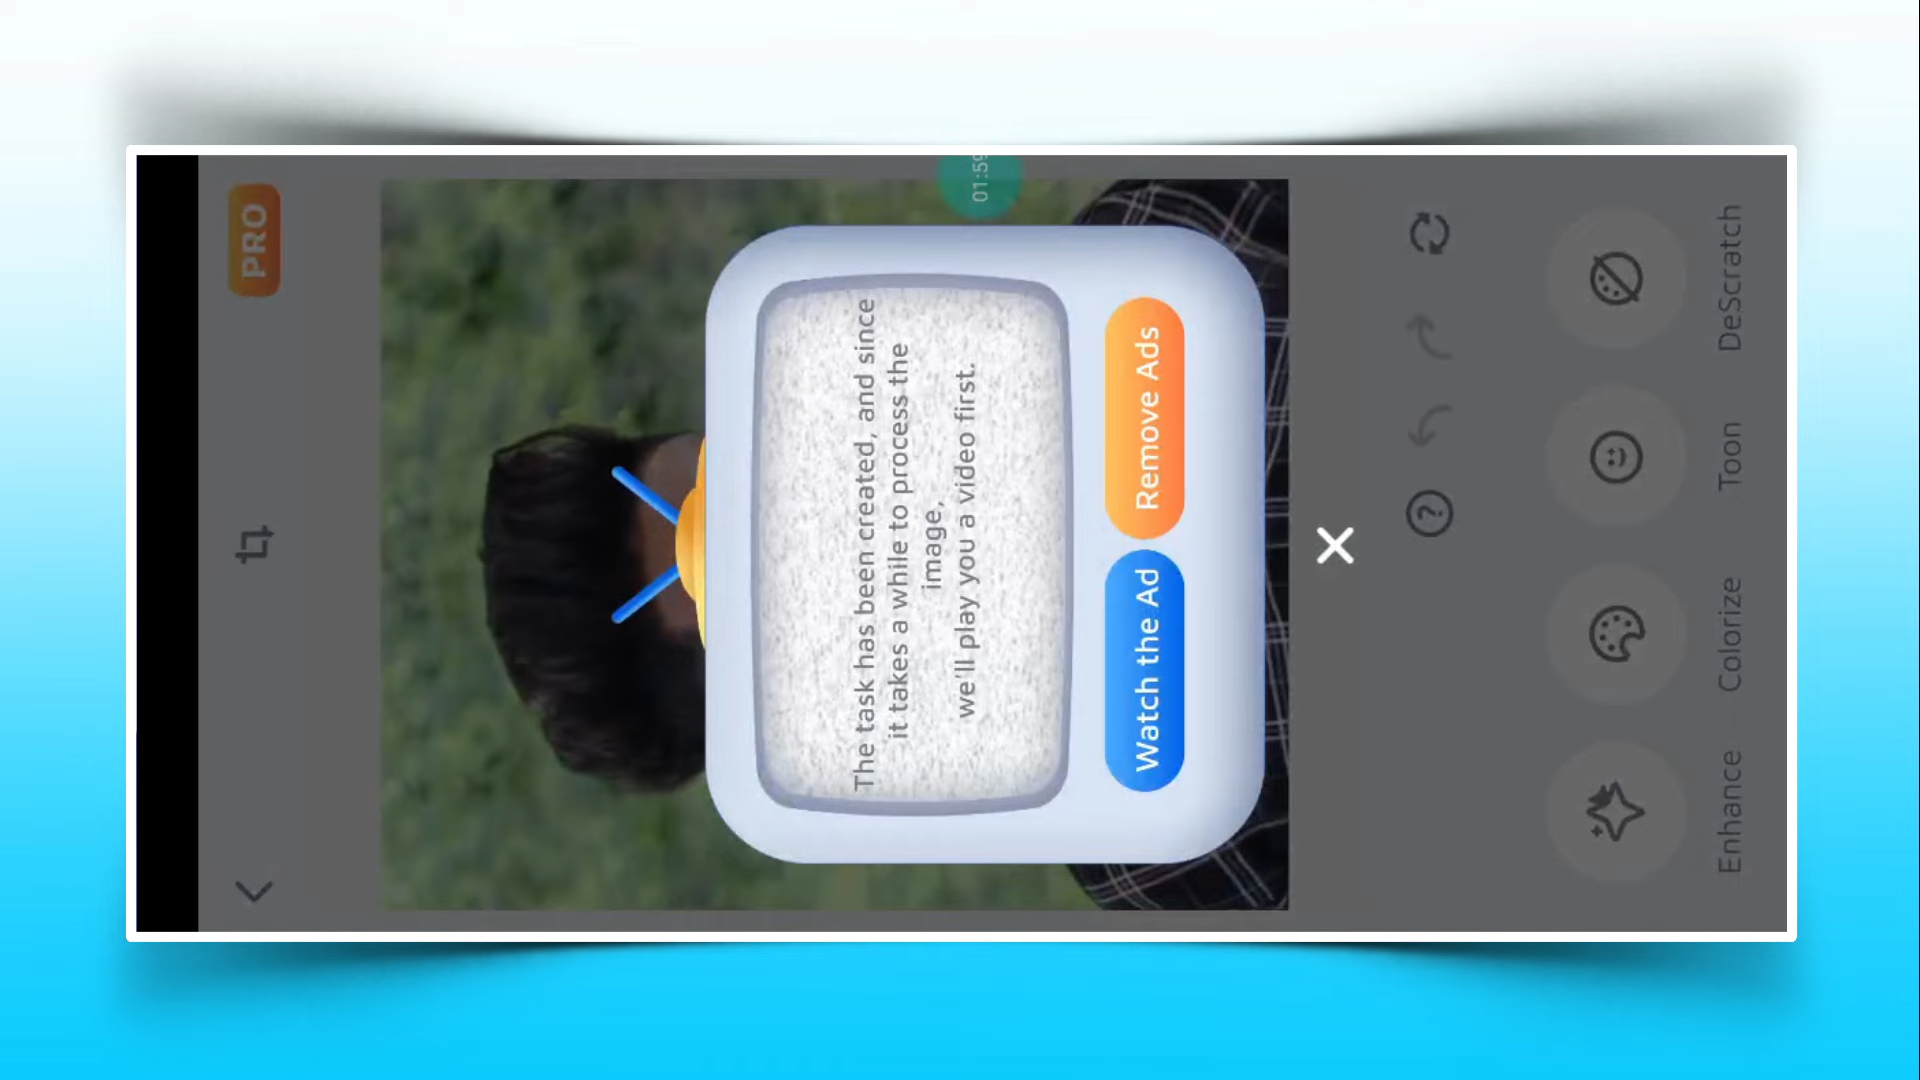 PRO
01:59
The task has been created, and since
it takes a while to process the
image,
we'll play you a video first.
Watch the Ad
Remove Ads
Enhance
Colorize
Toon
DeScratch